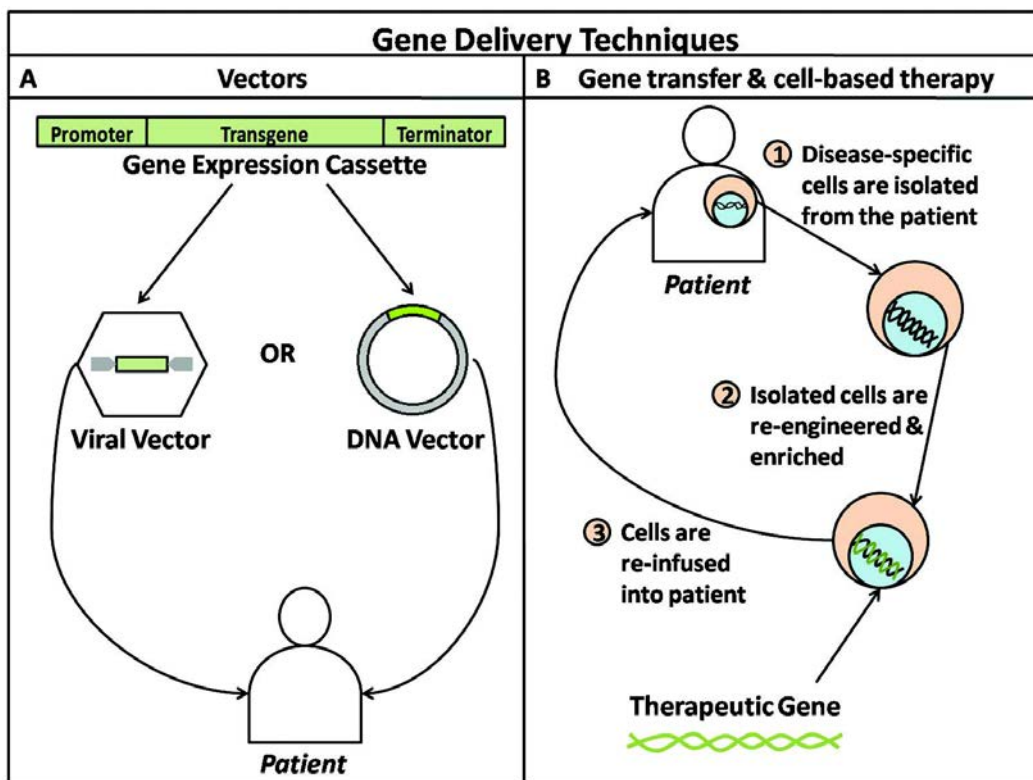 Gene Delivery Techniques
A Vectors
Promoter Transgene Terminator
Gene Expression Cassette
OR
Viral Vector
DNA Vector
Patient
B Gene transfer & cell-based therapy
1 Disease-specific
cells are isolated
from the patient
Patient
2 Isolated cells are
re-engineered &
enriched
3 Cells are
re-infused
into patient
Therapeutic Gene